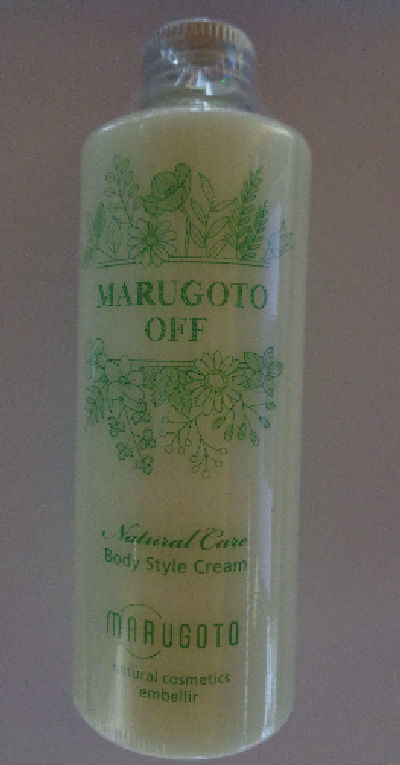 MARUGOTO
OFF
Natural Care
Body Style Cream
MARUGOTO
natural cosmetics
embellir